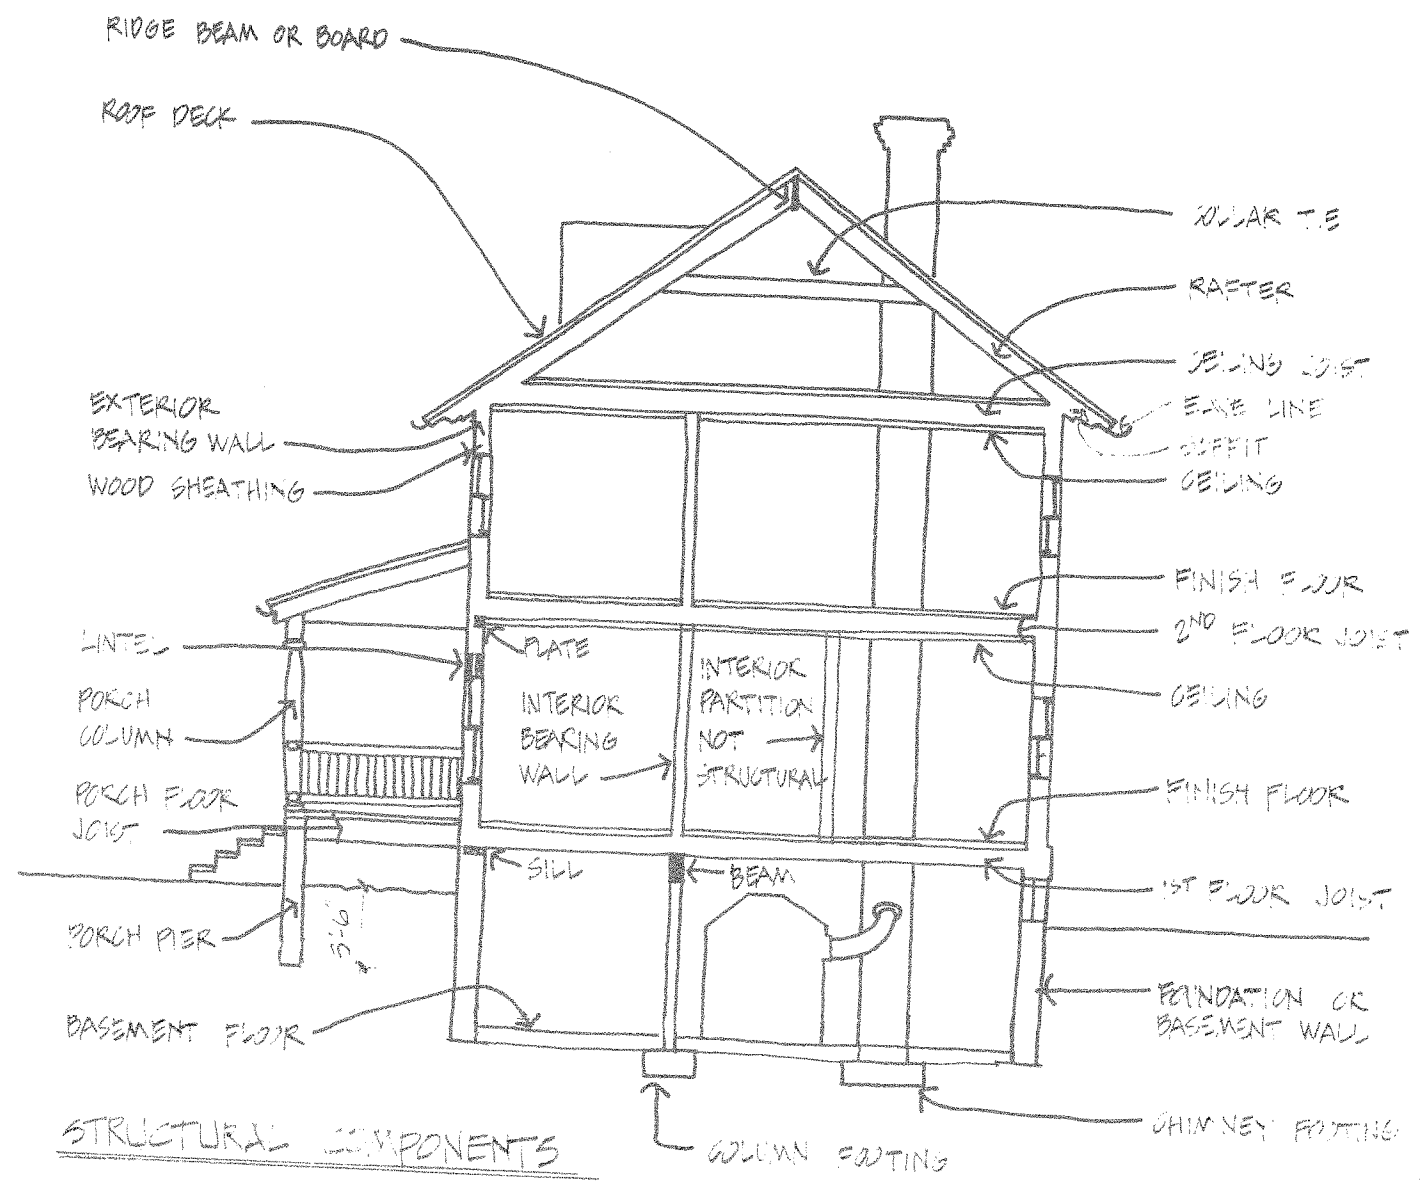 RIDGE BEAM OR BOARD
ROOF DECK
COLLAR TIE
RAFTER
CEILING JOIST
EAVE LINE
SOFFIT
CEILING
EXTERIOR
BEARING WALL
WOOD SHEATHING
FINISH FLOOR
2ND FLOOR JOIST
CEILING
LINTEL
PLATE
PORCH
COLUMN
INTERIOR
BEARING
WALL
INTERIOR
PARTITION
NOT
STRUCTURAL
PORCH FLOOR
JOIST
FINISH FLOOR
SILL
BEAM
1ST FLOOR JOIST
PORCH PIER
3'-6"
BASEMENT FLOOR
FOUNDATION OR
BASEMENT WALL
CHIMNEY FOOTING
COLUMN FOOTING
STRUCTURAL COMPONENTS